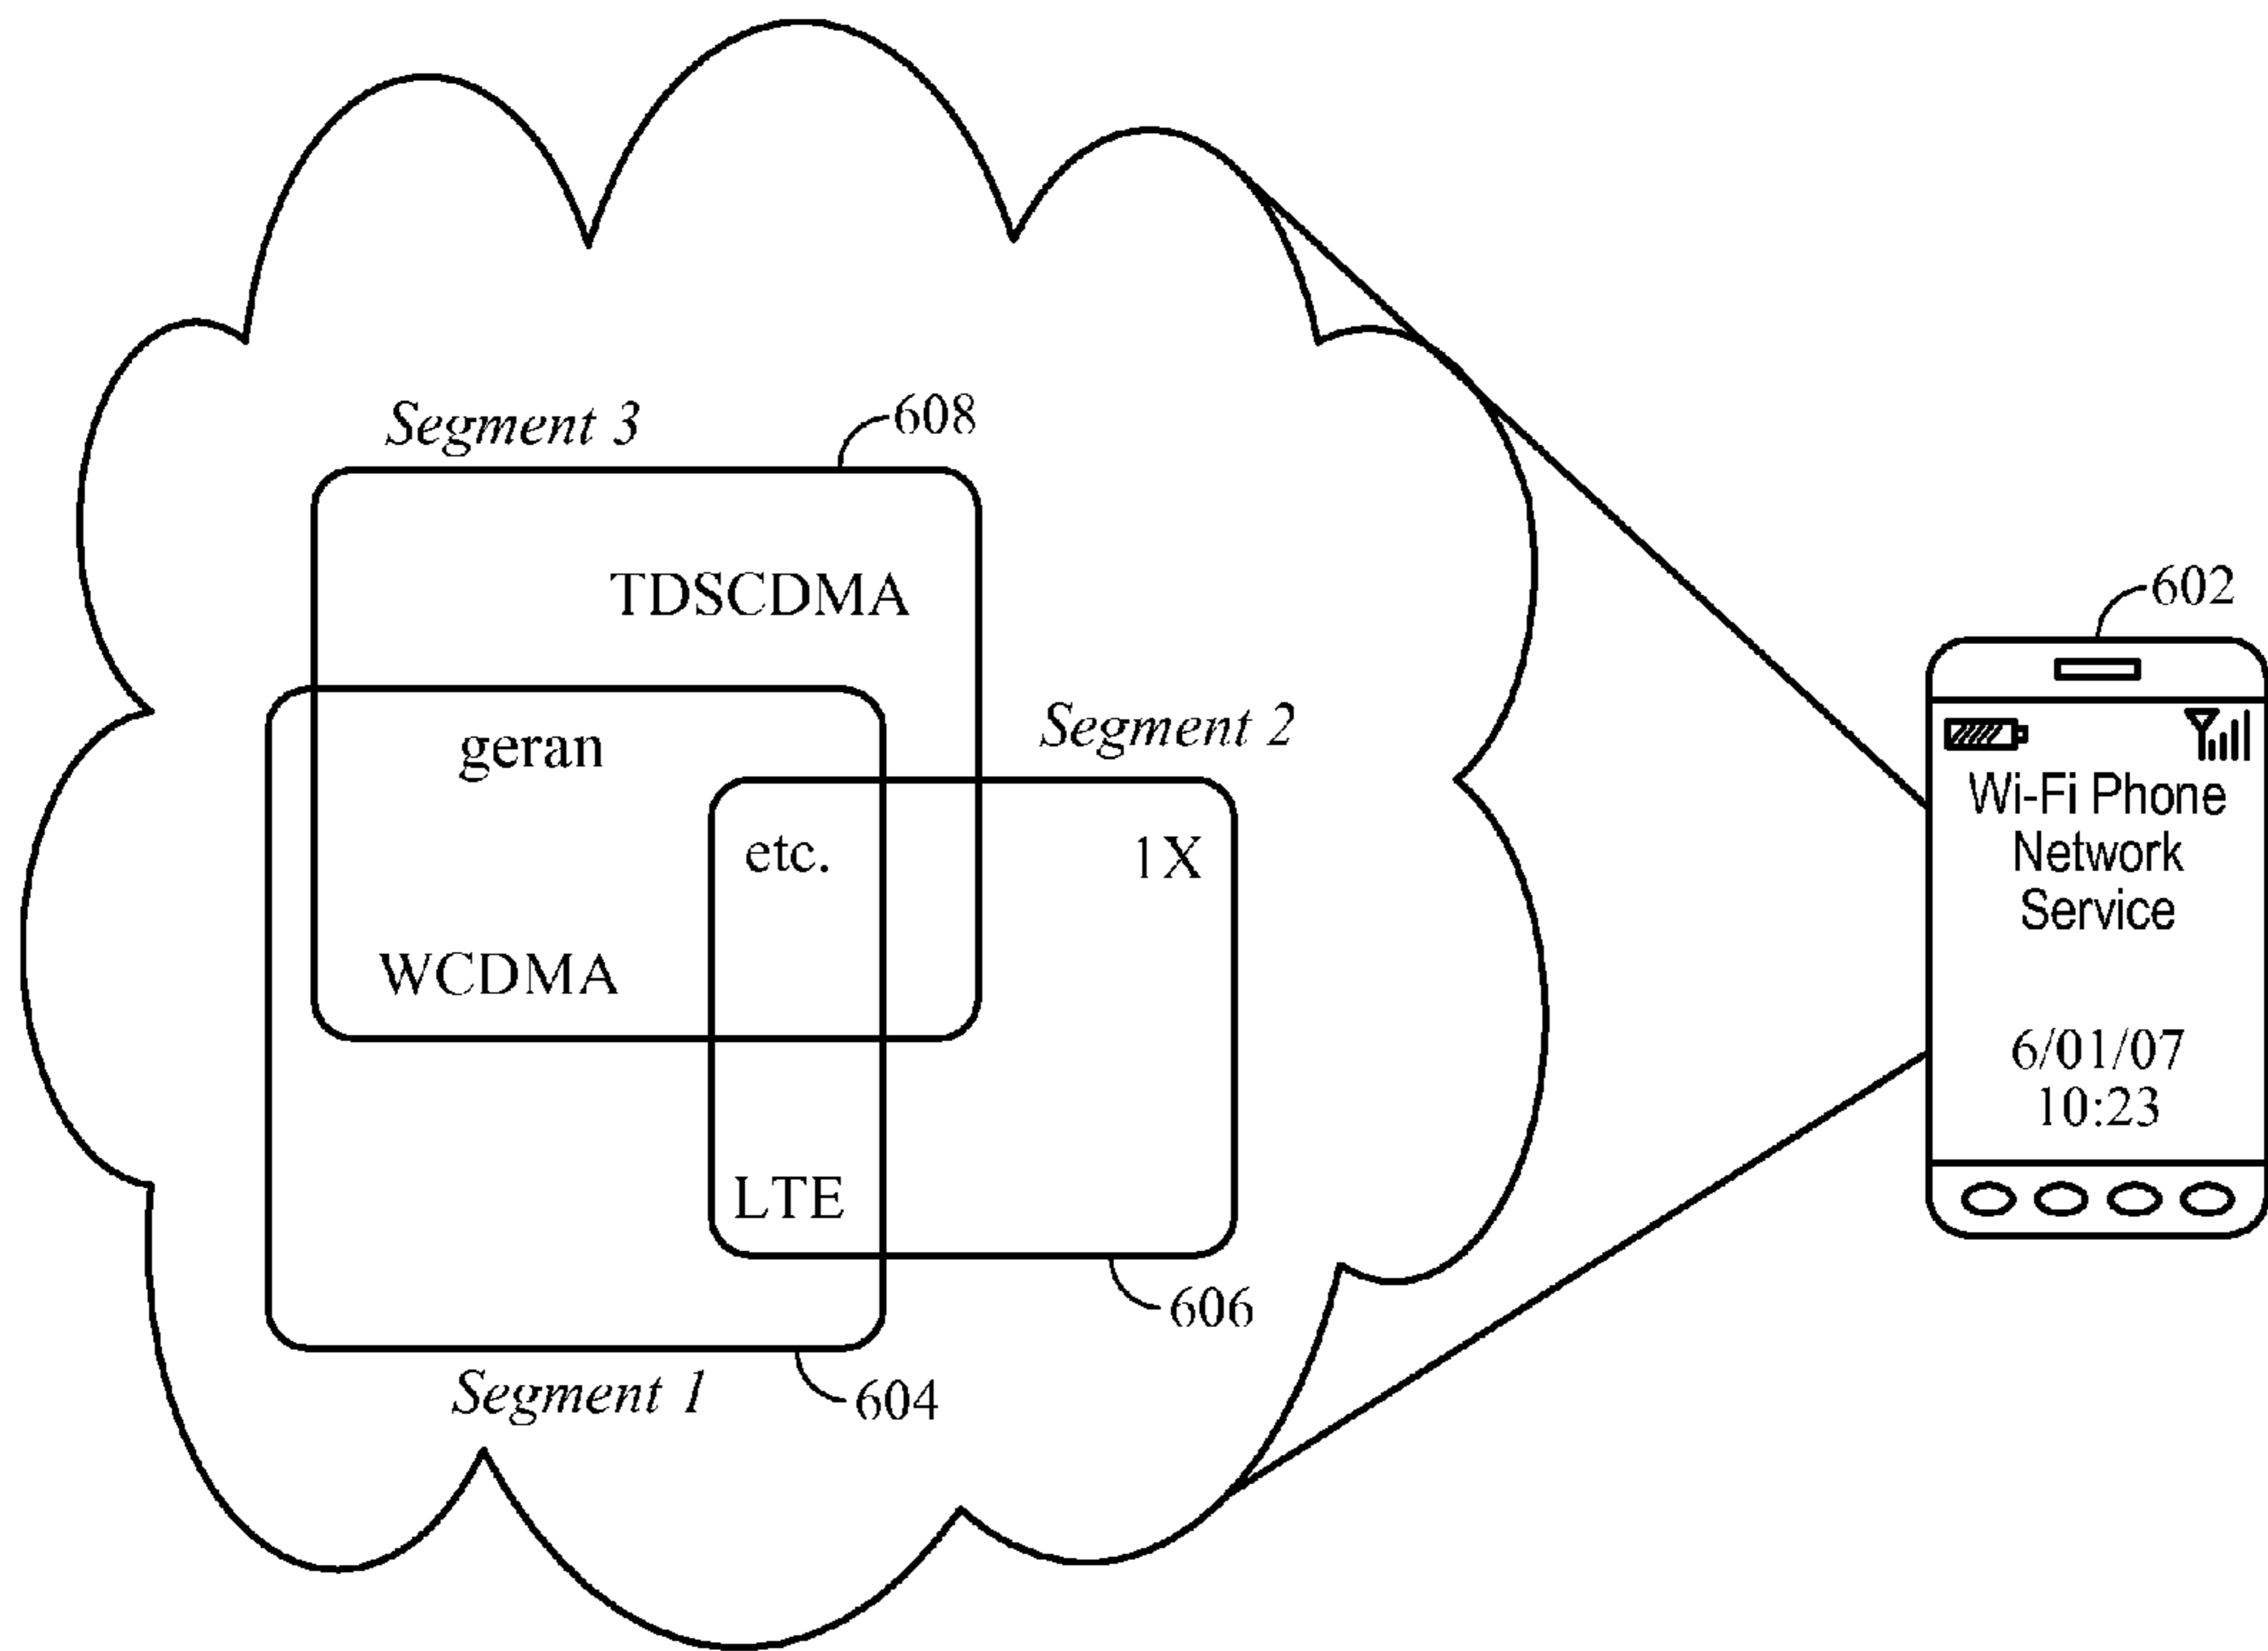 Segment 3
608
TDSCDMA
602
geran
Segment 2
Wi-Fi Phone
Network
Service
etc.
1X
WCDMA
6/01/07
10:23
LTE
606
Segment 1
604